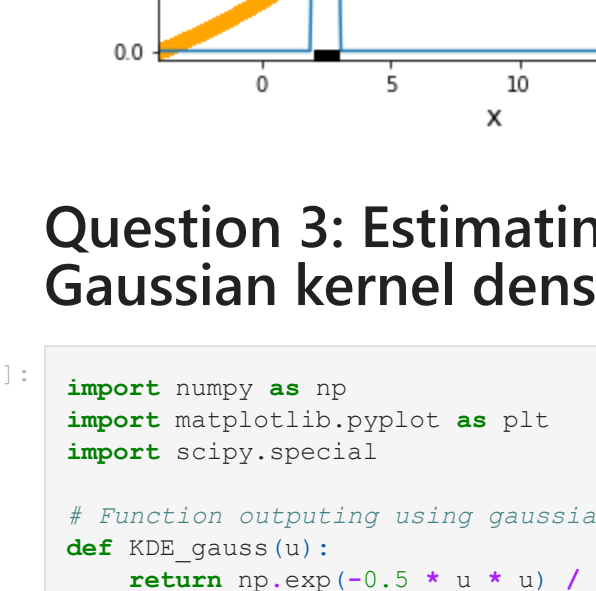 0.0
0 5 10
x
Question 3: Estimatin
Gaussian kernel dens
]:
import numpy as np
import matplotlib.pyplot as plt
import scipy.special
# Function outputing using gaussia
def KDE_gauss(u):
    return np.exp(-0.5 * u * u) /